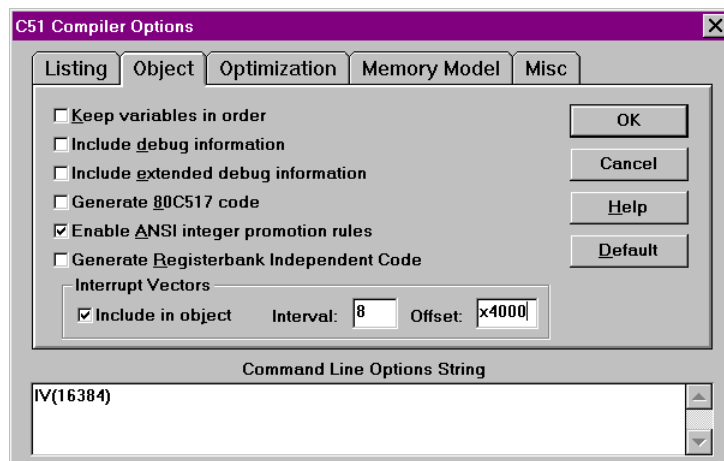 C51 Compiler Options
Listing Object Optimization Memory Model Misc
Keep variables in order
Include debug information
Include extended debug information
Generate 80C517 code
Enable ANSI integer promotion rules
Generate Registerbank Independent Code
OK
Cancel
Help
Default
Interrupt Vectors
Include in object Interval: 8 Offset: x4000
Command Line Options String
IV(16384)